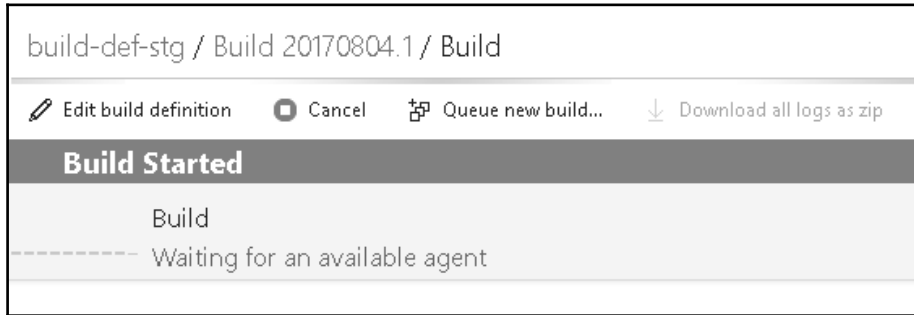 build-def-stg / Build 20170804.1 / Build
Edit build definition Cancel Queue new build... Download all logs as zip
Build Started
Build
Waiting for an available agent